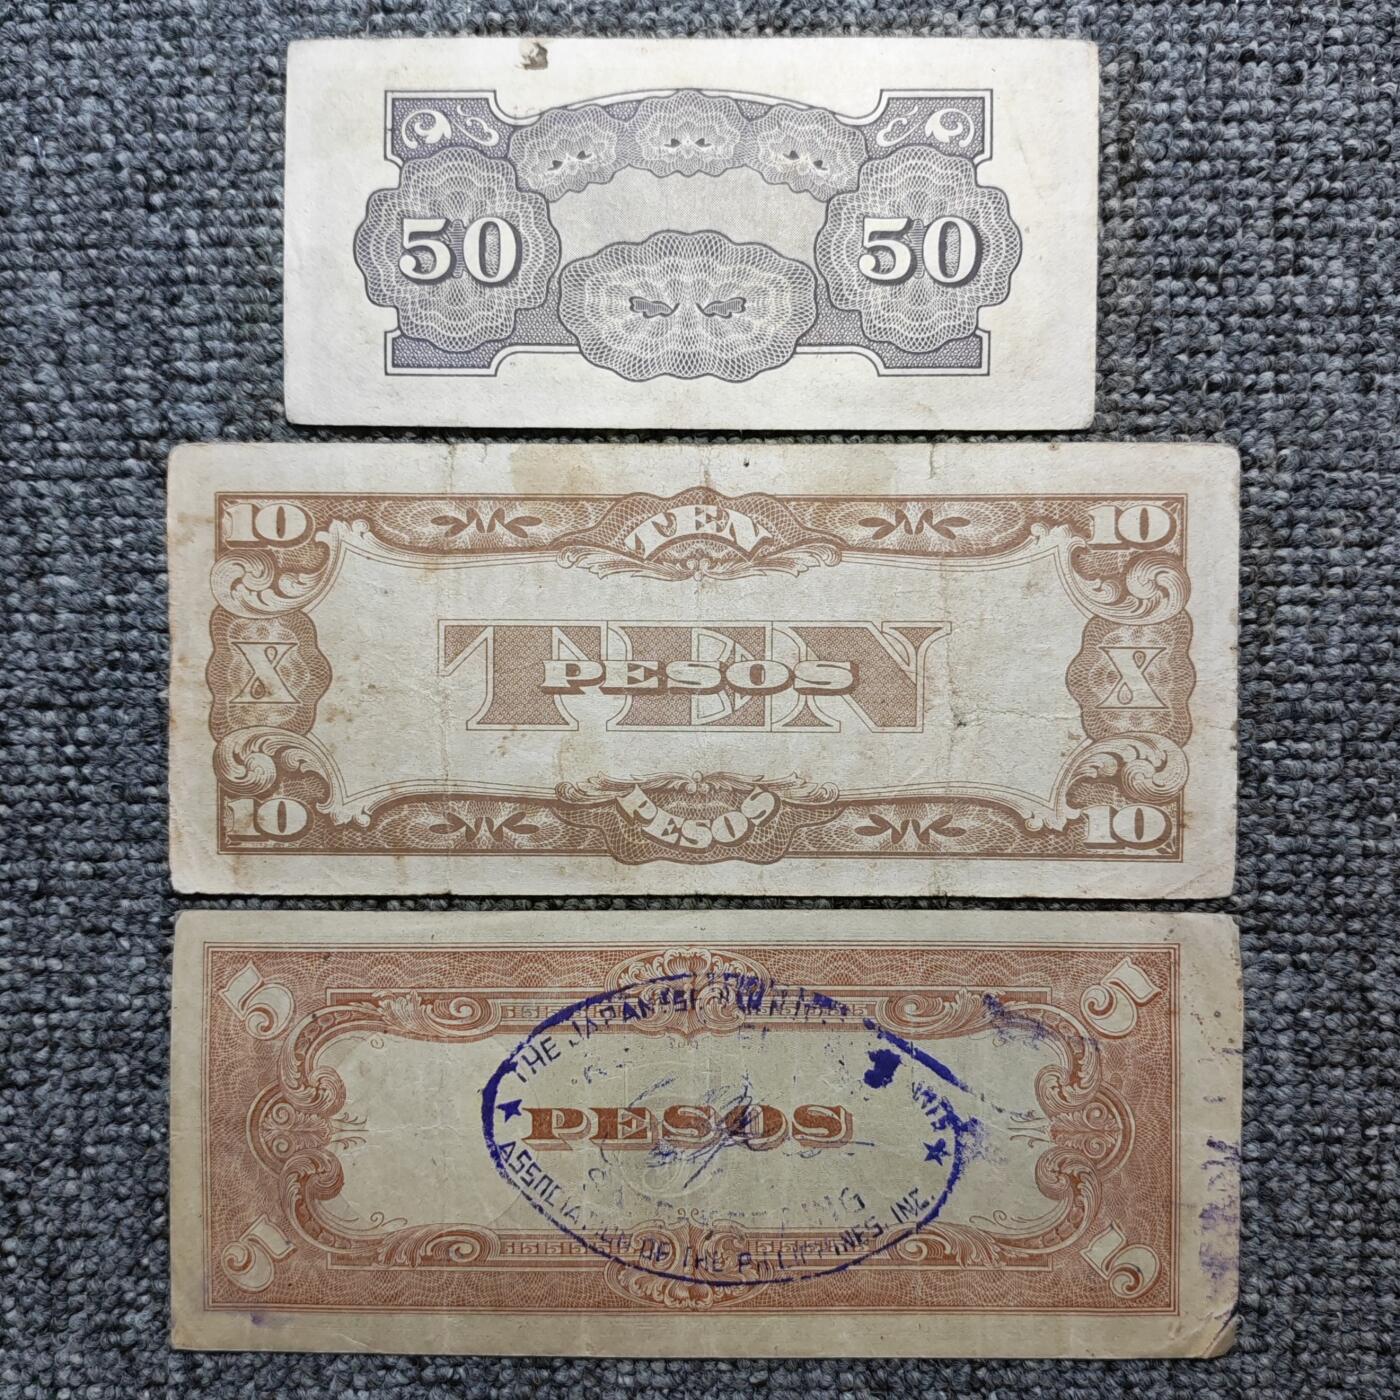 50 50
10 TEN 10
X X
TEN
PESOS
10 PESOS 10
5 5
THE JAPANESE
PESOS
ASSOCIATION OF THE PHILIPPINES, INC.
5 5